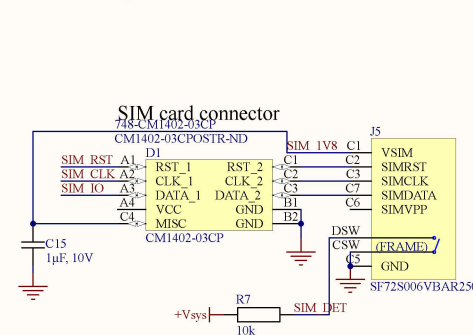 SIM card connector
748-CM1402-03CP
CM1402-03CPOSTR-ND
D1
J5
SIM_1V8 C1 VSIM
SIM_RST A1 RST_1 RST_2 C1 C2 SIMRST
SIM_CLK A2 CLK_1 CLK_2 C2 C3 SIMCLK
SIM_IO A3 DATA_1 DATA_2 C3 C7 SIMDATA
A4 VCC GND B1 C6 SIMVPP
C4 MISC GND B2
CM1402-03CP
DSW
CSW (FRAME)
C5 GND
C15
1µF, 10V
SF72S006VBAR250
R7
+Vsys SIM_DET
10k